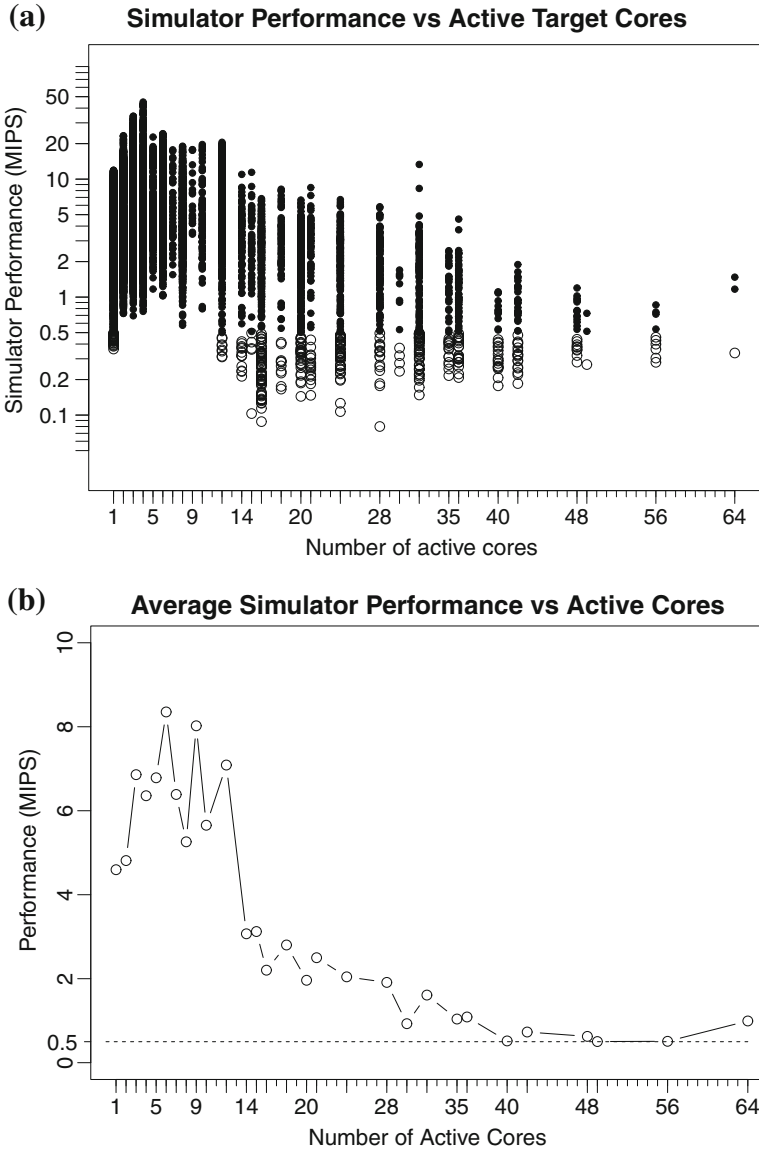 (a) Simulator Performance vs Active Target Cores
Simulator Performance (MIPS)
50
20
10
5
2
1
0.5
0.2
0.1
1 5 9 14 20 28 35 40 48 56 64
Number of active cores
(b) Average Simulator Performance vs Active Cores
Performance (MIPS)
10
8
6
4
2
0.5
0
1 5 9 14 20 28 35 40 48 56 64
Number of Active Cores